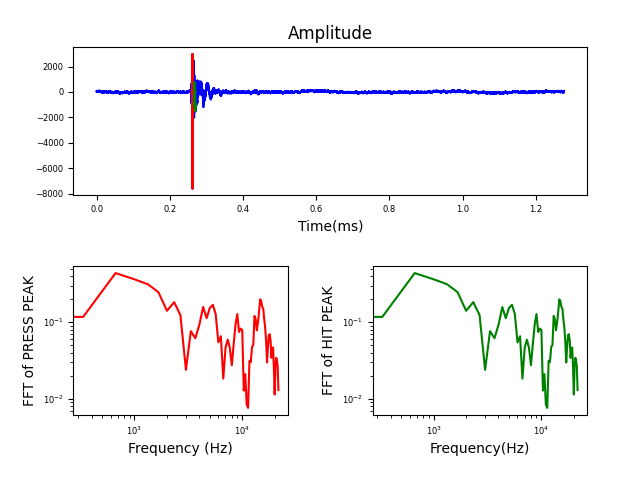 Amplitude
2000
0
−2000
−4000
−6000
−8000
0.0 0.2 0.4 0.6 0.8 1.0 1.2
Time(ms)
FFT of PRESS PEAK
10⁻¹
10⁻²
10³ 10⁴
Frequency (Hz)
FFT of HIT PEAK
10⁻¹
10⁻²
10³ 10⁴
Frequency(Hz)